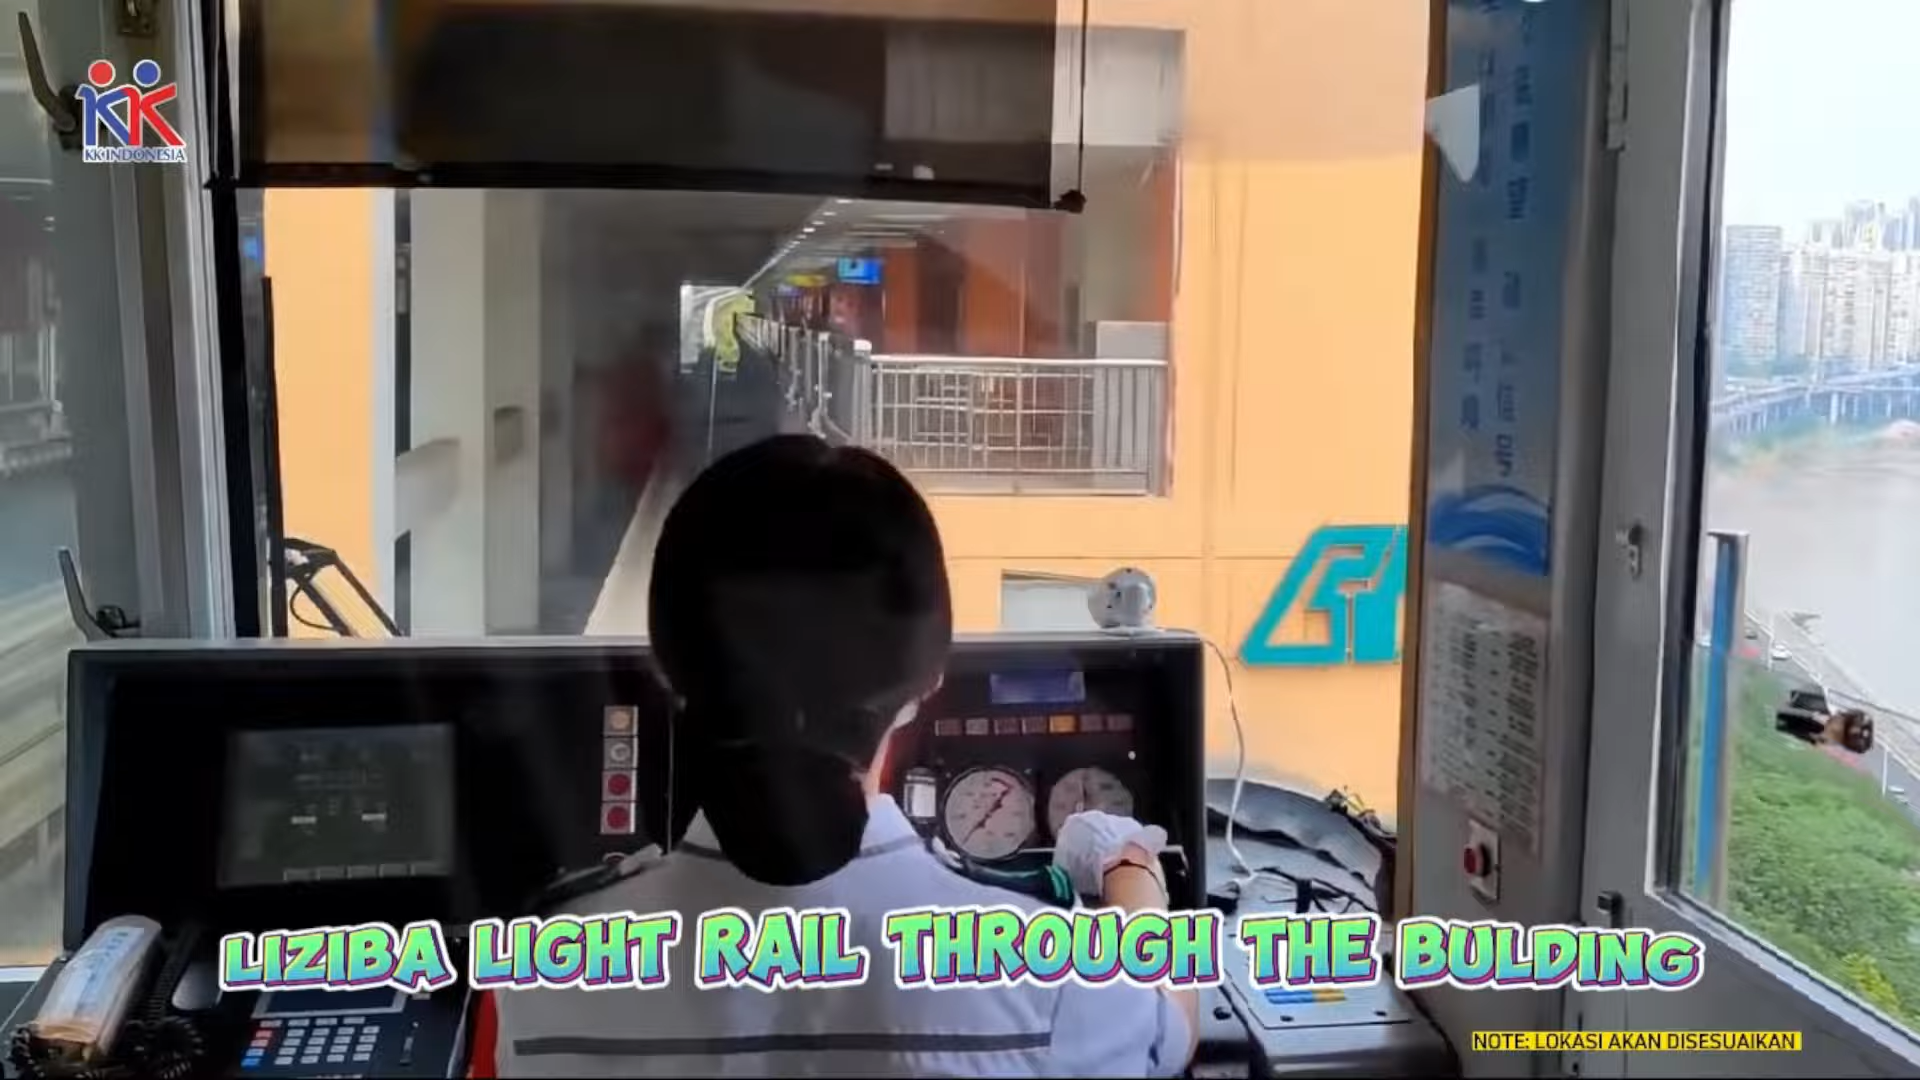 KK INDONESIA
LIZIBA LIGHT RAIL THROUGH THE BULDING
NOTE: LOKASI AKAN DISESUAIKAN